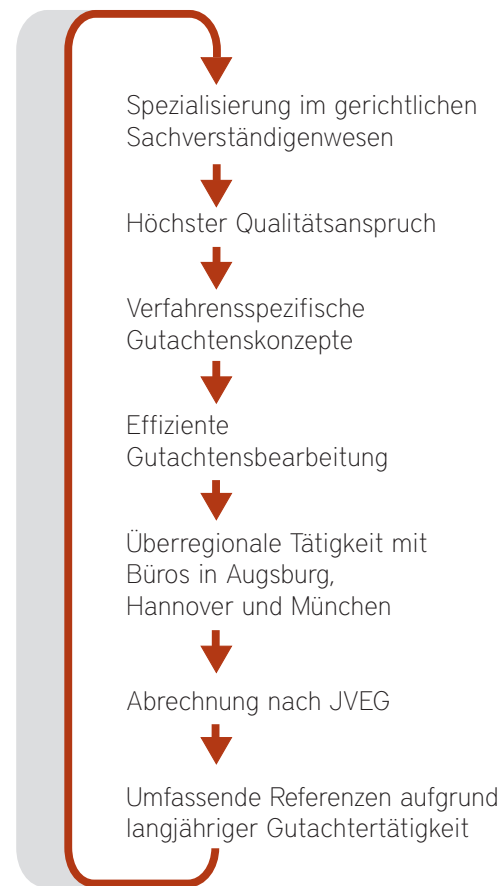 Spezialisierung im gerichtlichen
Sachverständigenwesen
Höchster Qualitätsanspruch
Verfahrensspezifische
Gutachtenskonzepte
Effiziente
Gutachtensbearbeitung
Überregionale Tätigkeit mit
Büros in Augsburg,
Hannover und München
Abrechnung nach JVEG
Umfassende Referenzen aufgrund
langjähriger Gutachtertätigkeit